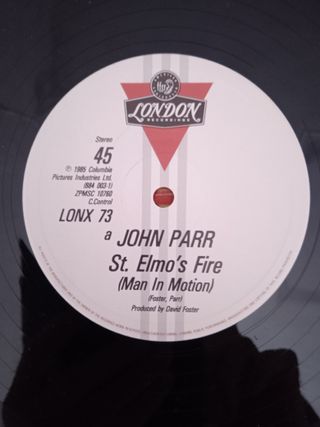 LONDON
RECORDINGS
Stereo
45
℗ 1985 Columbia
Pictures Industries Ltd.
(884 003-1)
ZPMSC 10760
C.Control
LONX 73
a JOHN PARR
St. Elmo's Fire
(Man In Motion)
(Foster, Parr)
Produced by David Foster